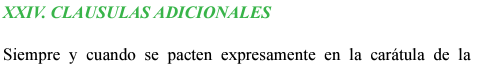 XXIV. CLAUSULAS ADICIONALES
Siempre y cuando se pacten expresamente en la carátula de la